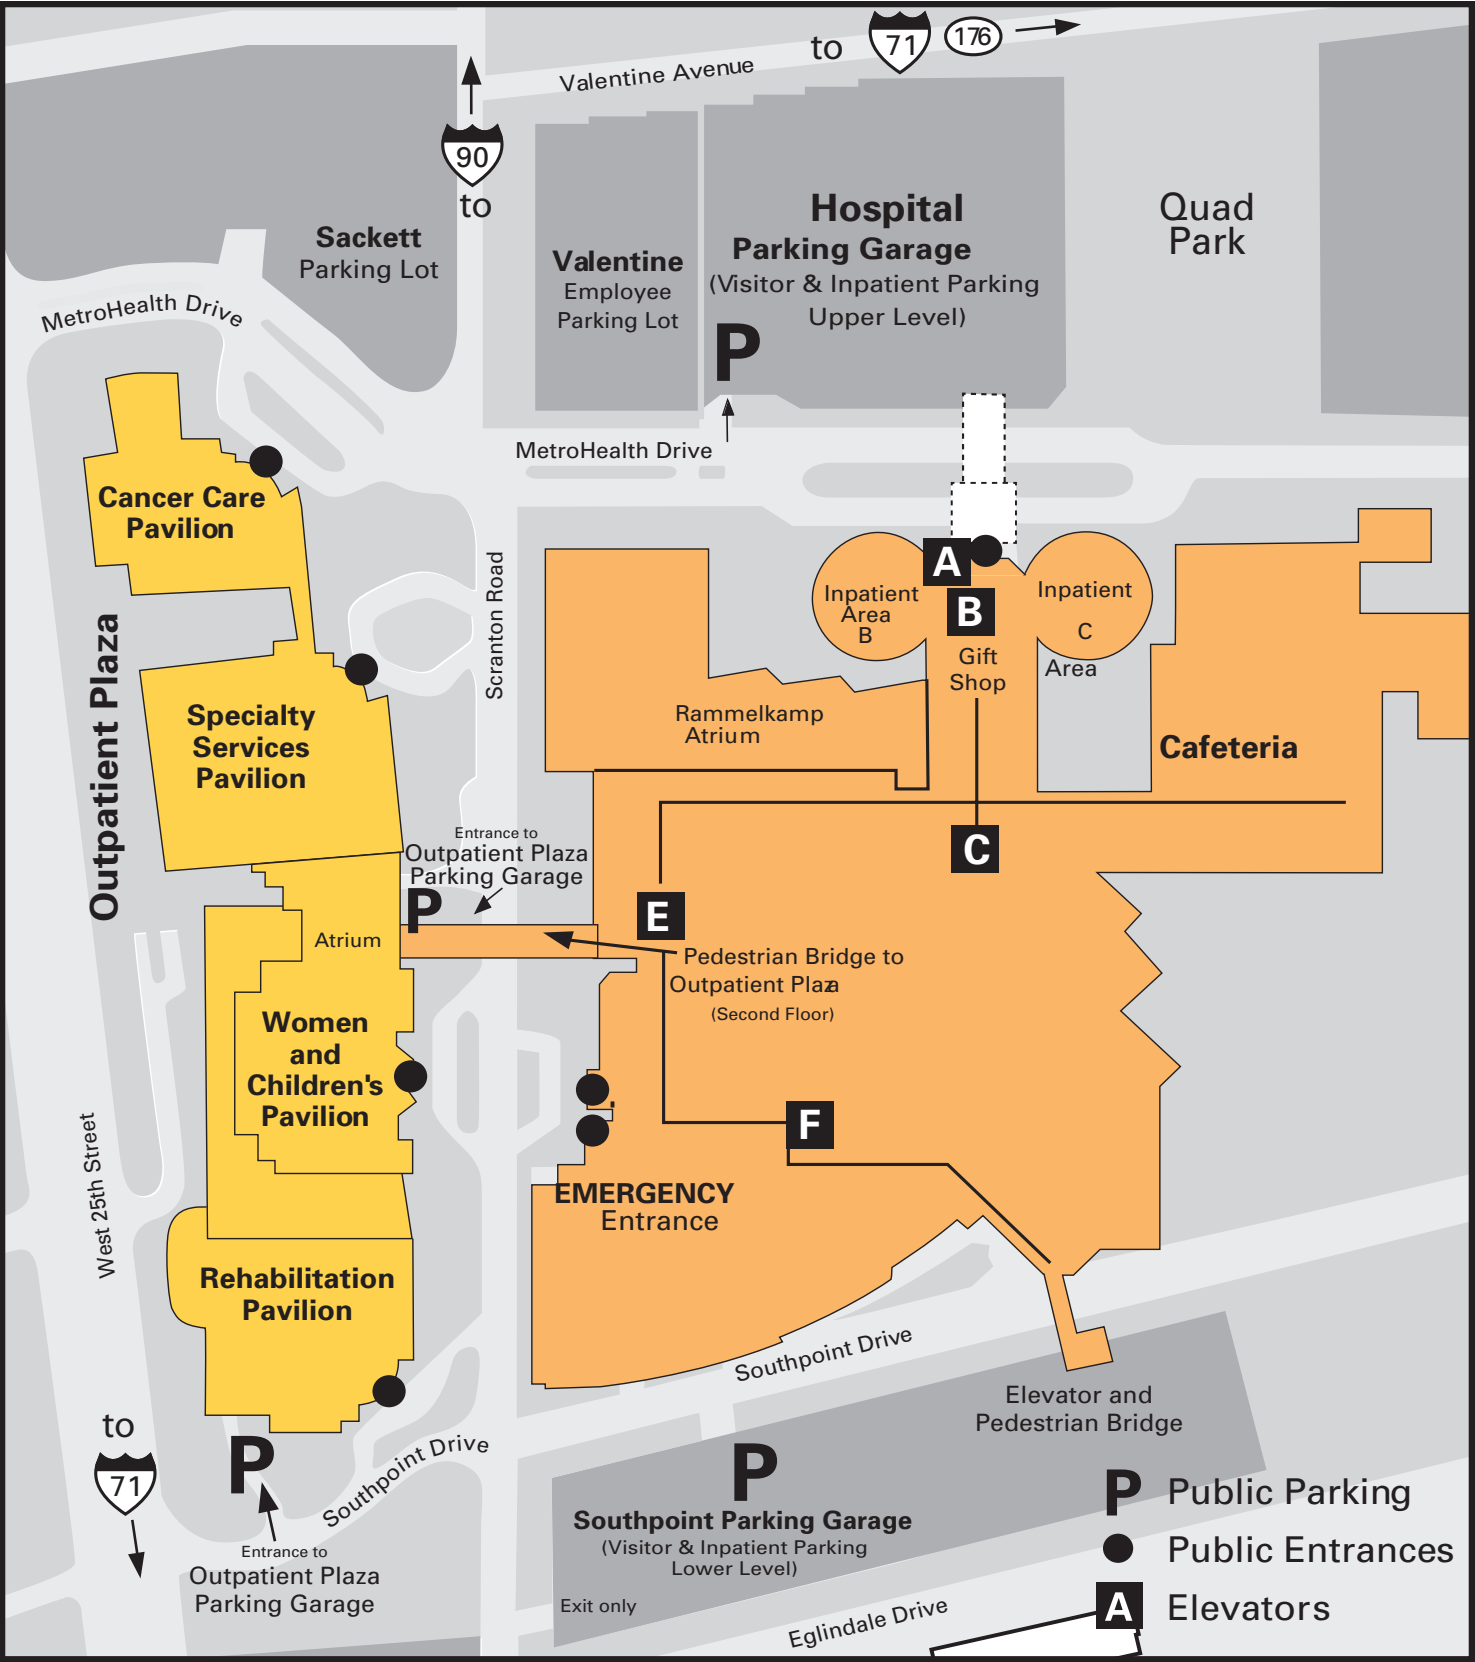 to
71
176
Valentine Avenue
90
to
Sackett
Parking Lot
Valentine
Employee
Parking Lot
Hospital
Parking Garage
(Visitor & Inpatient Parking
Upper Level)
P
Quad
Park
MetroHealth Drive
MetroHealth Drive
Cancer Care
Pavilion
Scranton Road
A
B
Inpatient
Area
B
Inpatient
C
Area
Gift
Shop
Outpatient Plaza
Specialty
Services
Pavilion
Rammelkamp
Atrium
Cafeteria
Entrance to
Outpatient Plaza
Parking Garage
P
C
E
Atrium
Pedestrian Bridge to
Outpatient Plaza
(Second Floor)
Women
and
Children's
Pavilion
F
West 25th Street
EMERGENCY
Entrance
Rehabilitation
Pavilion
Southpoint Drive
Elevator and
Pedestrian Bridge
to
71
P
Southpoint Drive
Entrance to
Outpatient Plaza
Parking Garage
P
Southpoint Parking Garage
(Visitor & Inpatient Parking
Lower Level)
Exit only
Eglindale Drive
P Public Parking
Public Entrances
A Elevators